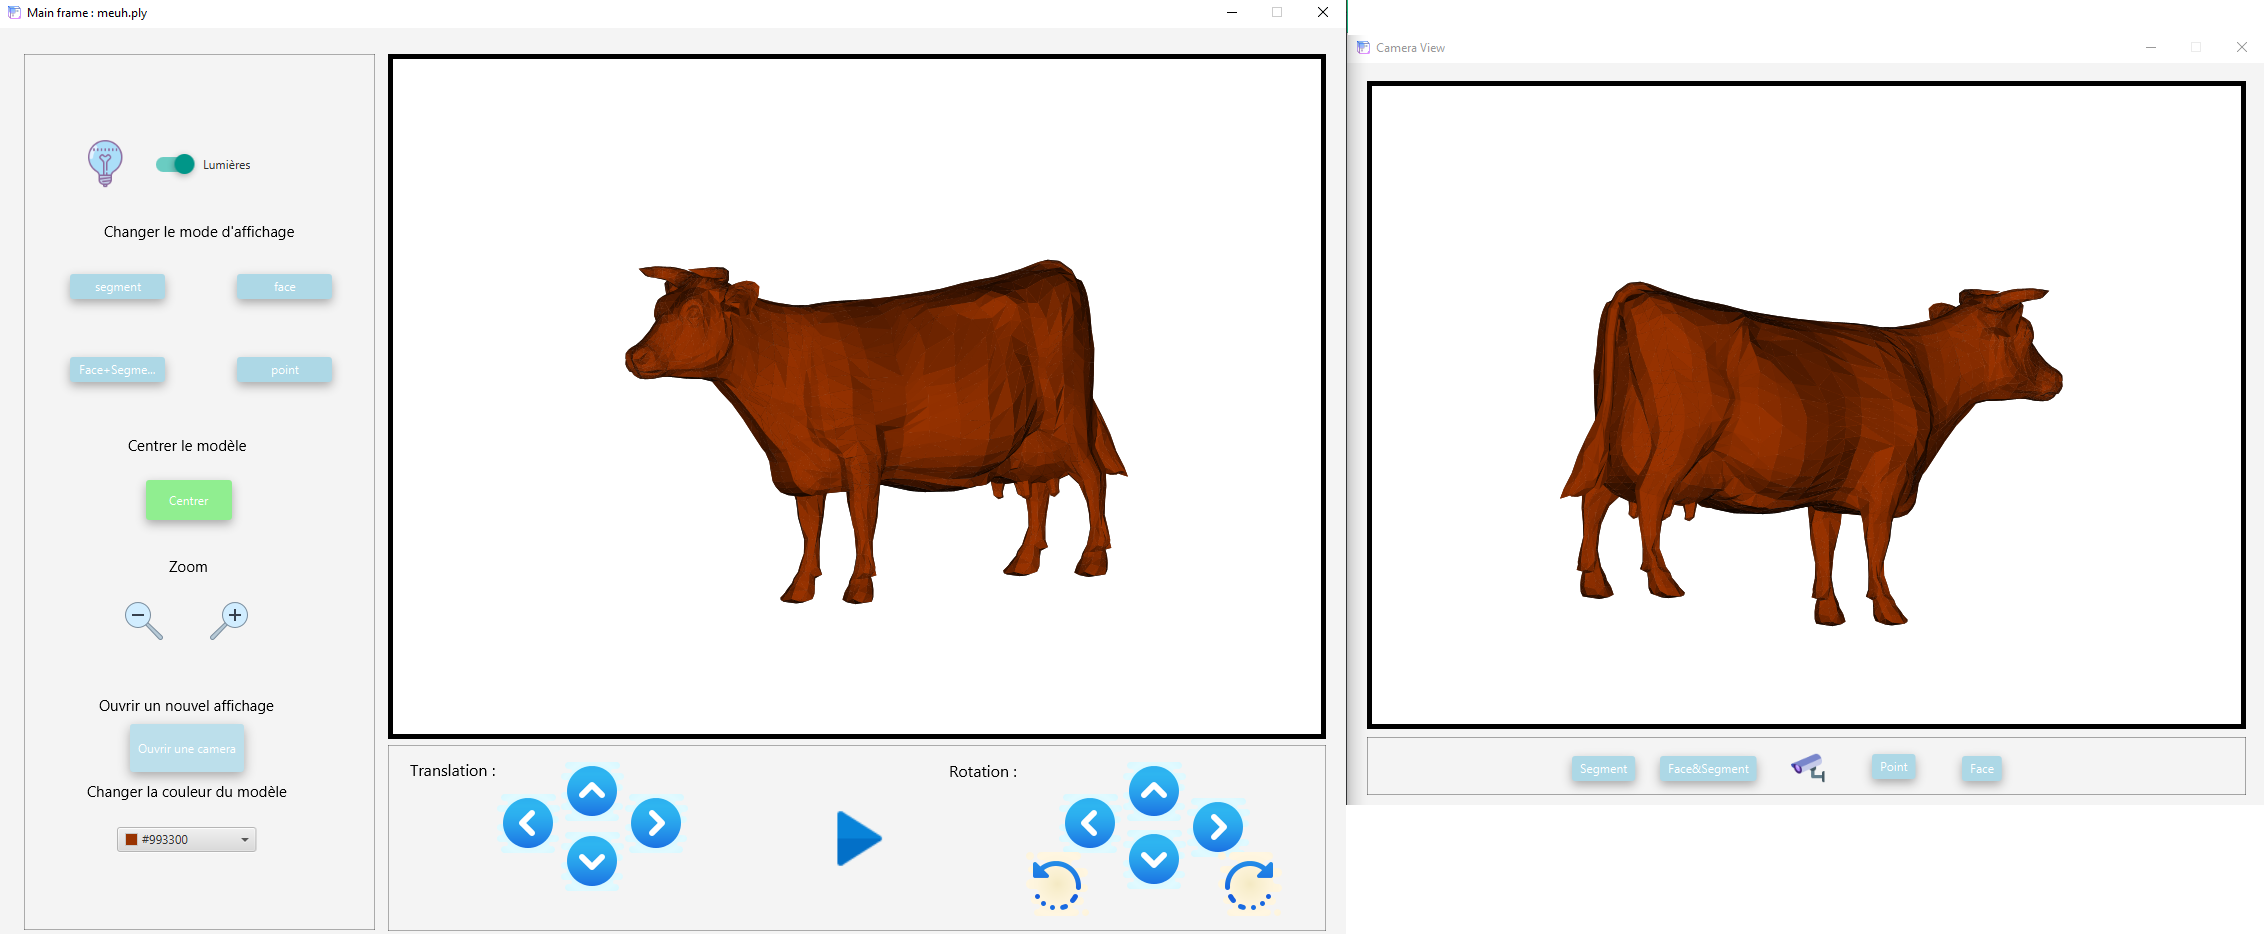 Main frame : meuh.ply
Lumières
Changer le mode d'affichage
segment
face
Face+Segme...
point
Centrer le modèle
Centrer
Zoom
Ouvrir un nouvel affichage
Ouvrir une camera
Changer la couleur du modèle
#993300
Translation :
Rotation :
Camera View
Segment
Face&Segment
Point
Face